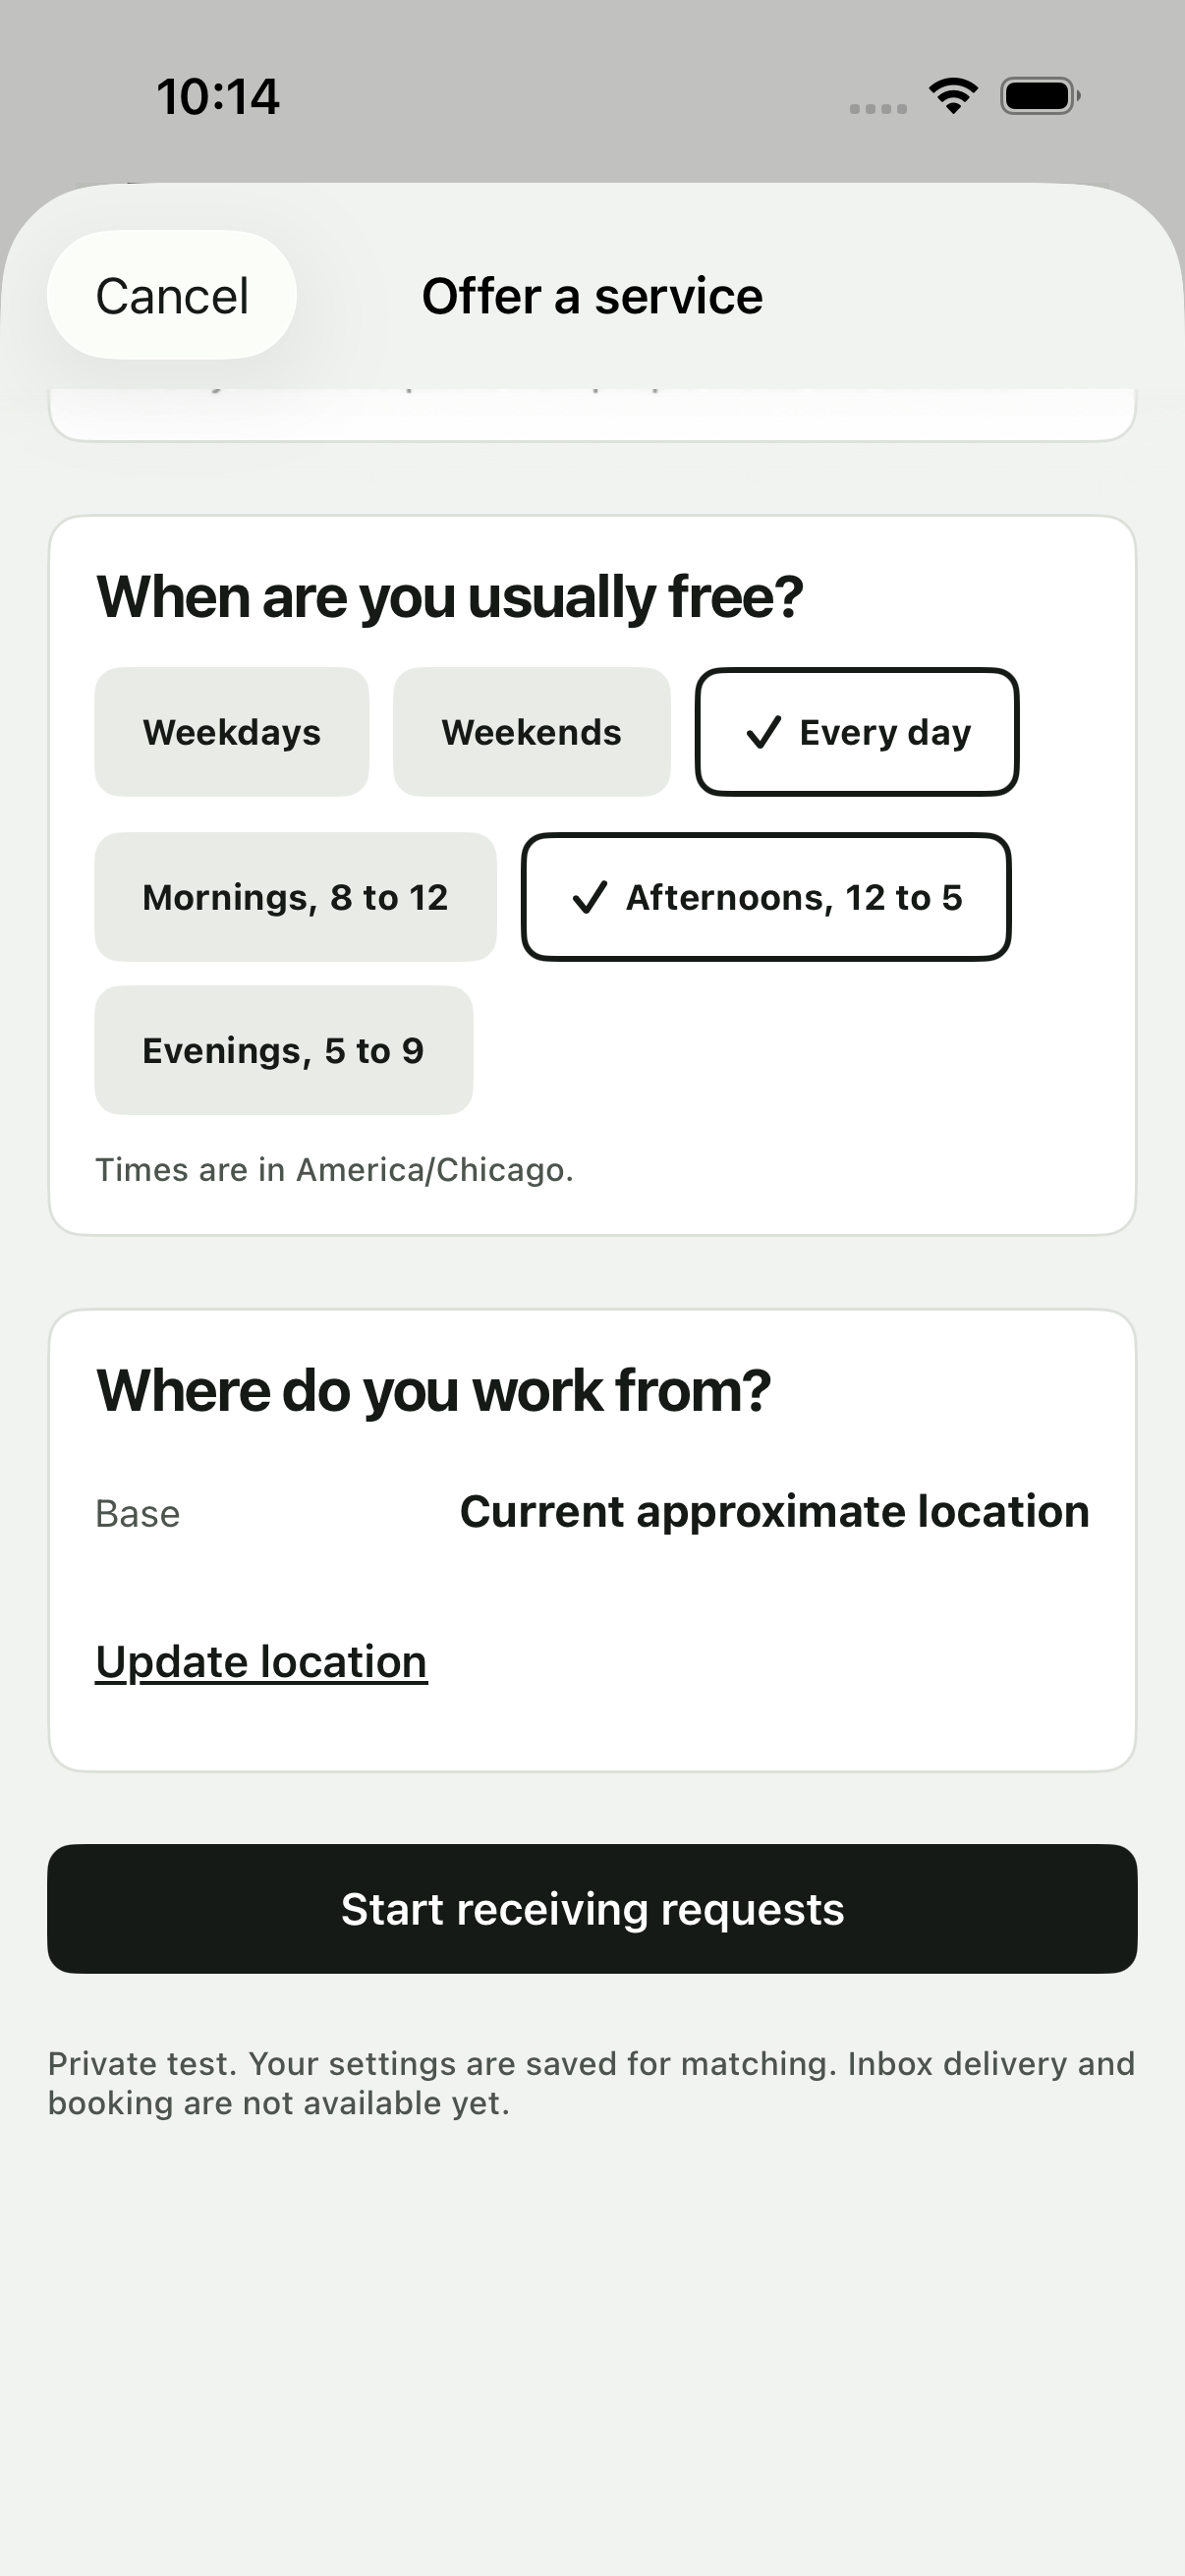 10:14
Cancel
Offer a service
When are you usually free?
Weekdays
Weekends
Every day
Mornings, 8 to 12
Afternoons, 12 to 5
Evenings, 5 to 9
Times are in America/Chicago.
Where do you work from?
Base
Current approximate location
Update location
Start receiving requests
Private test. Your settings are saved for matching. Inbox delivery and
booking are not available yet.